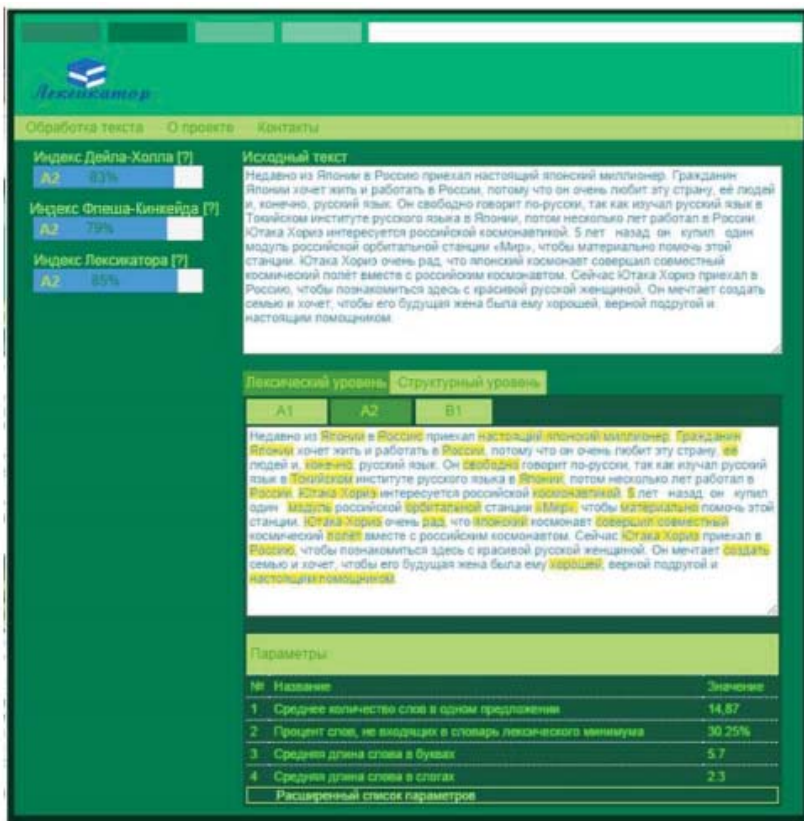 Лексикатор
Обработка текста О проекте Контакты
Индекс Дейла-Холла [?]
A2 83%
Индекс Флеша-Кинкейда [?]
A2 79%
Индекс Лексикатора [?]
A2 85%
Исходный текст
Недавно из Японии в Россию приехал настоящий японский миллионер. Гражданин
Японии хочет жить и работать в России, потому что он очень любит эту страну, её людей
и, конечно, русский язык. Он свободно говорит по-русски, так как изучал русский язык в
Токийском институте русского языка в Японии, потом несколько лет работал в России.
Ютака Хориэ интересуется российской космонавтикой. 5 лет назад он купил один
модуль российской орбитальной станции «Мир», чтобы материально помочь этой
станции. Ютака Хориэ очень рад, что японский космонавт совершил совместный
космический полёт вместе с российским космонавтом. Сейчас Ютака Хориэ приехал в
Россию, чтобы познакомиться здесь с красивой русской женщиной. Он мечтает создать
семью и хочет, чтобы его будущая жена была ему хорошей, верной подругой и
настоящим помощником.
Лексический уровень Структурный уровень
A1 A2 B1
Недавно из Японии в Россию приехал настоящий японский миллионер. Гражданин
Японии хочет жить и работать в России, потому что он очень любит эту страну, её
людей и, конечно, русский язык. Он свободно говорит по-русски, так как изучал русский
язык в Токийском институте русского языка в Японии, потом несколько лет работал в
России. Ютака Хориэ интересуется российской космонавтикой. 5 лет назад он купил
один модуль российской орбитальной станции «Мир», чтобы материально помочь этой
станции. Ютака Хориэ очень рад, что японский космонавт совершил совместный
космический полёт вместе с российским космонавтом. Сейчас Ютака Хориэ приехал в
Россию, чтобы познакомиться здесь с красивой русской женщиной. Он мечтает создать
семью и хочет, чтобы его будущая жена была ему хорошей, верной подругой и
настоящим помощником.
Параметры
№ Название Значение
1 Среднее количество слов в одном предложении 14,87
2 Процент слов, не входящих в словарь лексического минимума 30.25%
3 Средняя длина слова в буквах 5.7
4 Средняя длина слова в слогах 2.3
Расширенный список параметров